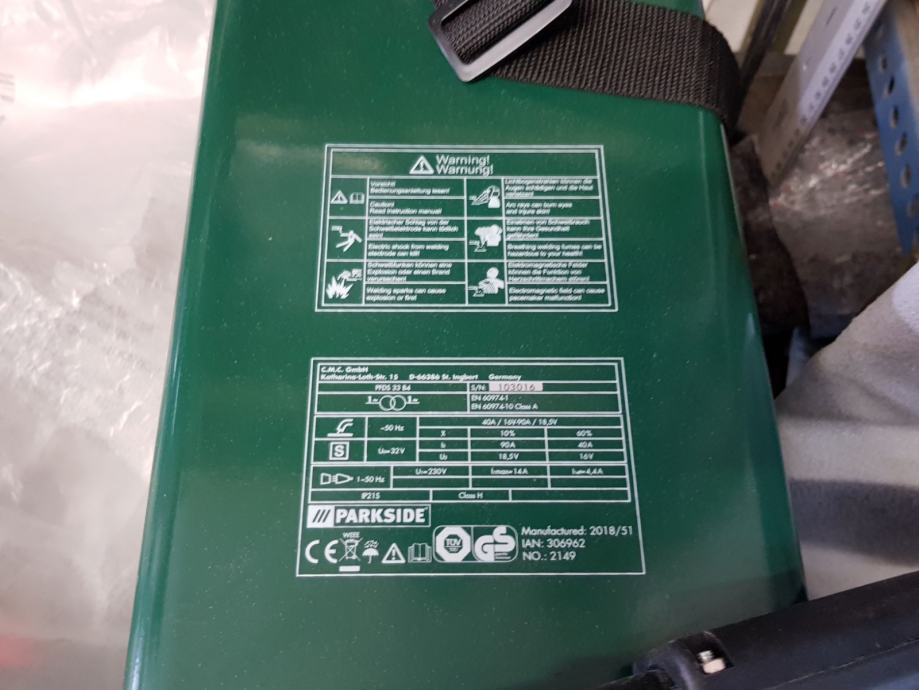 Warning!
Warnung!
Vorsicht!
Bedienungsanleitung lesen!
Caution!
Read instruction manual!
Lichtbogenstrahlen können die
Augen schädigen und die Haut
verletzen!
Arc rays can burn eyes
and injure skin!
Elektrischer Schlag von der
Schweißelektrode kann tödlich
sein!
Electric shock from welding
electrode can kill!
Einatmen von Schweißrauch
kann Ihre Gesundheit
gefährden!
Breathing welding fumes can be
hazardous to your health!
Schweißfunken können eine
Explosion oder einen Brand
verursachen!
Welding sparks can cause
explosion or fire!
Elektromagnetische Felder
können die Funktion von
Herzschrittmachern stören!
Electromagnetic field can cause
pacemaker malfunction!
C.M.C. GmbH
Katharina-Loth-Str. 15 D-66386 St. Ingbert Germany
PFDS 33 B4 S/N: 103016
1~ 1~ EN 60974-1
EN 60974-10 Class A
~50 Hz 40A / 16V-90A / 18,5V
X 10% 60%
S U₀=32V I₂ 90A 40A
U₂ 18,5V 16V
1~50 Hz U₁=230V I₁max=14A I₁eff=4,4A
IP21S Class H
PARKSIDE®
CE WEEE TÜV GS
Manufactured: 2018/51
IAN: 306962
NO.: 2149